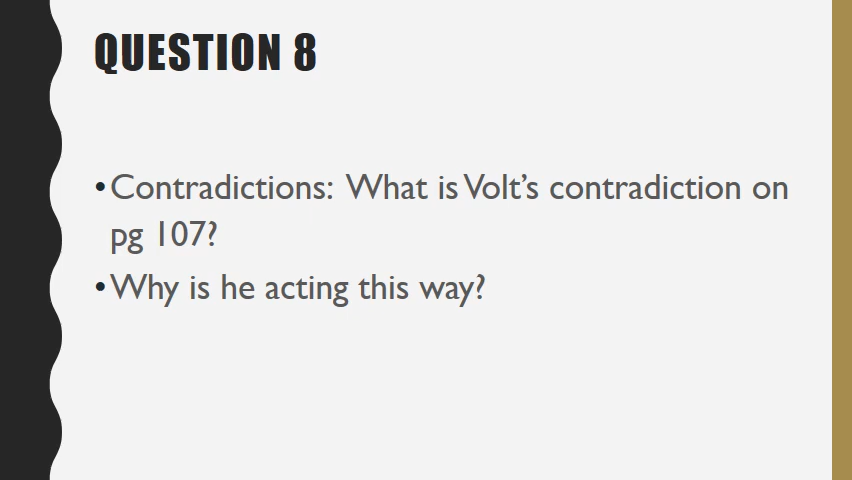 QUESTION 8
•Contradictions: What is Volt's contradiction on
pg 107?
•Why is he acting this way?